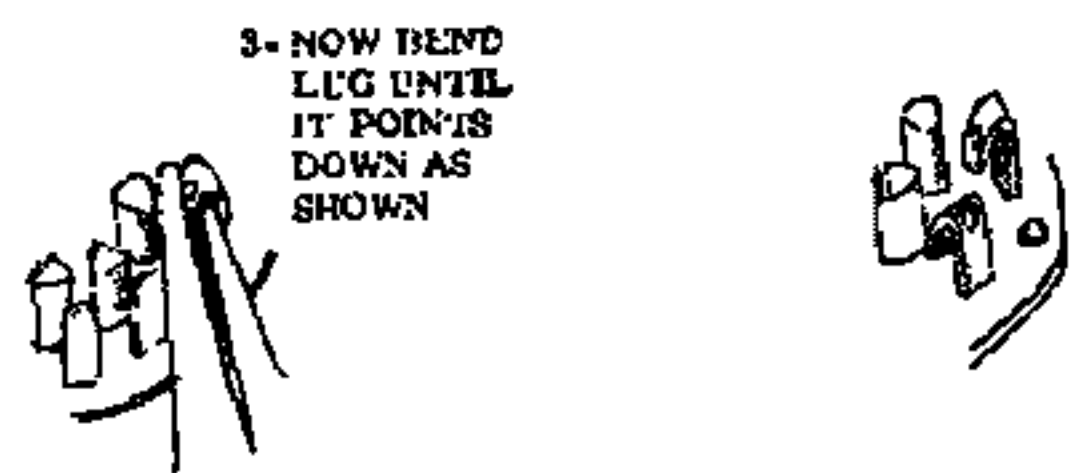 3- NOW BEND
LUG UNTIL
IT POINTS
DOWN AS
SHOWN